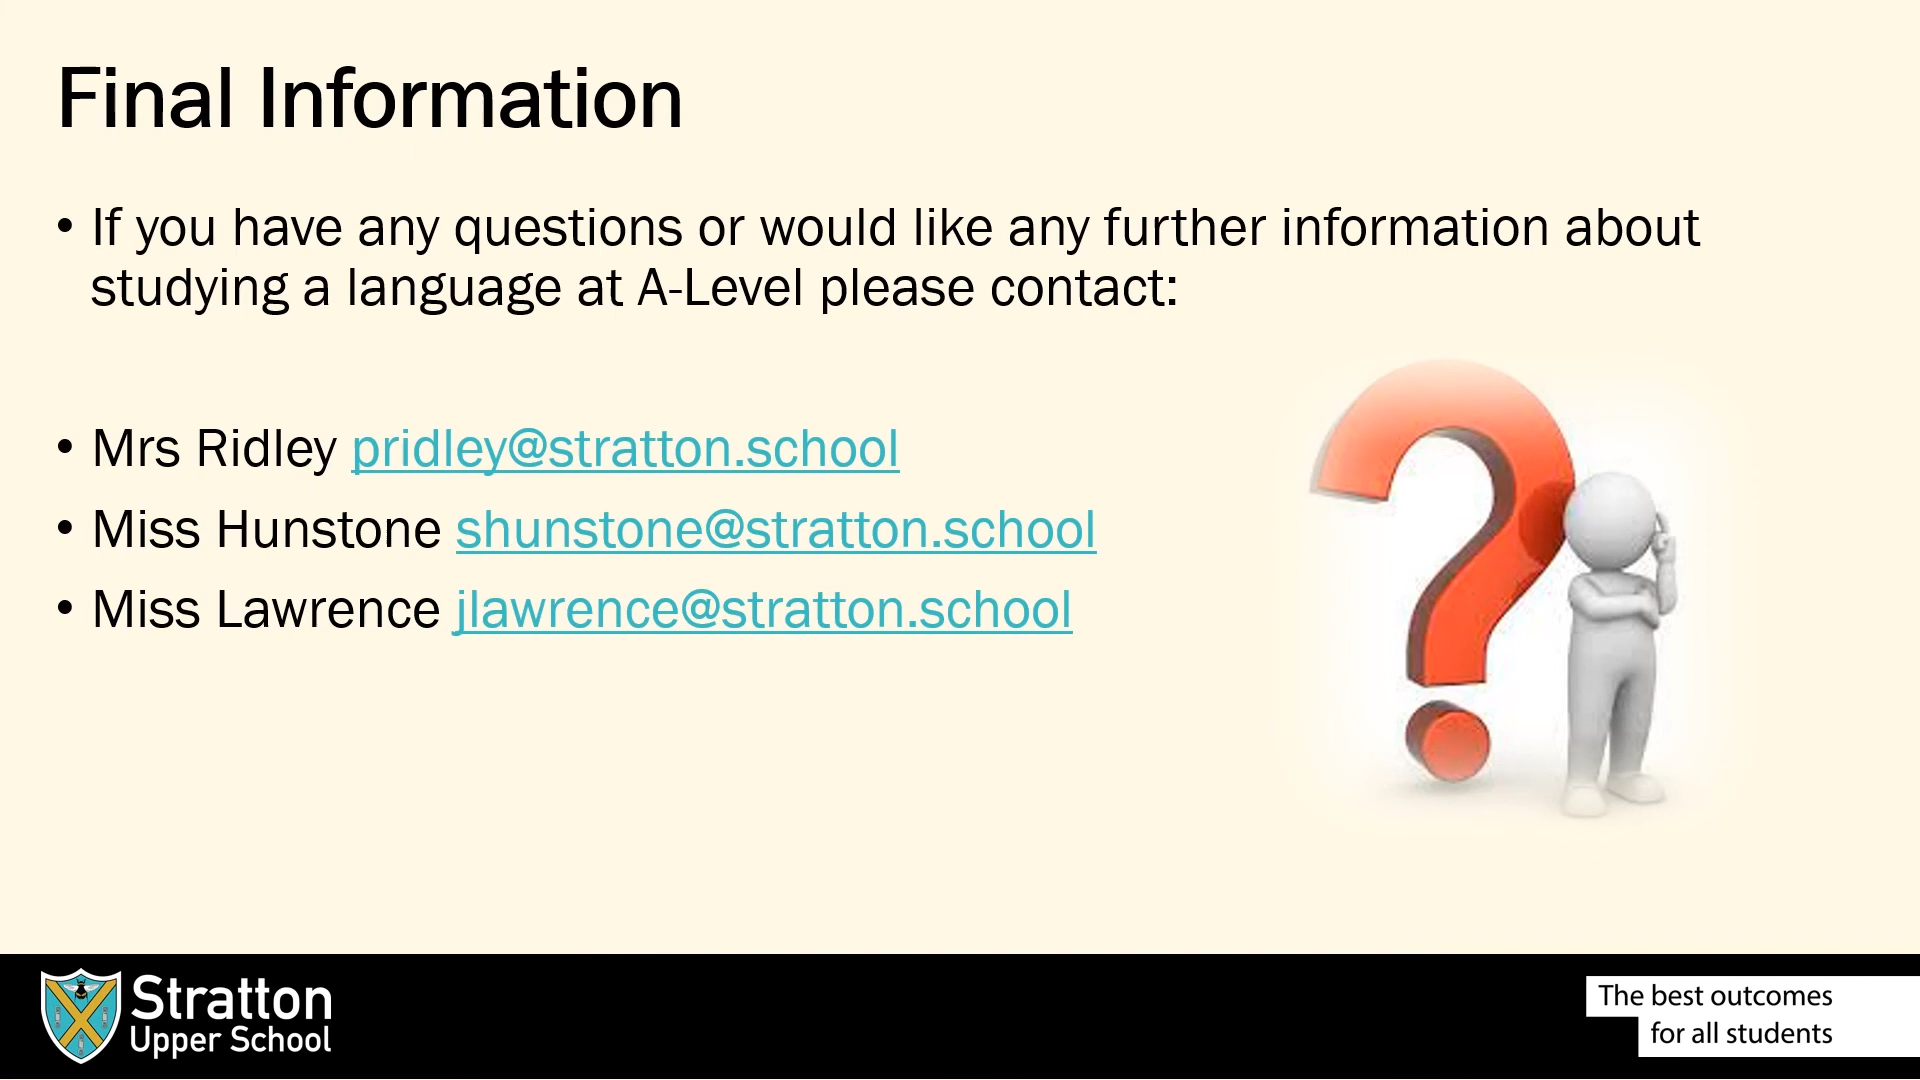 Final Information
• If you have any questions or would like any further information about
studying a language at A-Level please contact:
• Mrs Ridley pridley@stratton.school
• Miss Hunstone shunstone@stratton.school
• Miss Lawrence jlawrence@stratton.school
Stratton
Upper School
The best outcomes
for all students